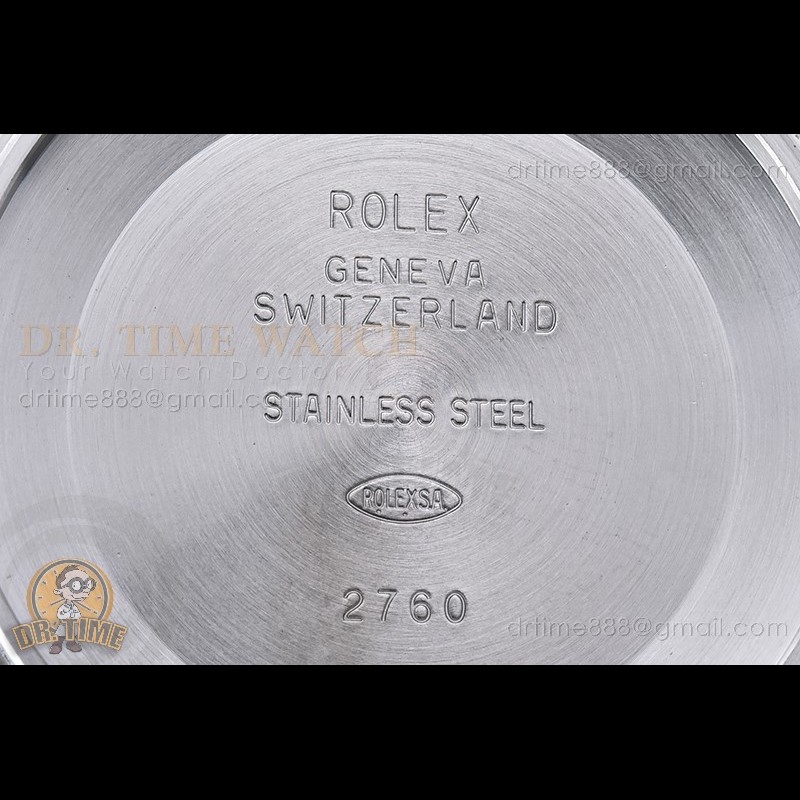 drtime888@gmail.com
ROLEX
GENEVA
SWITZERLAND
DR. TIME WATCH
Your Watch Doctor
drtime888@gmail.com
STAINLESS STEEL
ROLEXSA
2760
DR. TIME
drtime888@gmail.com